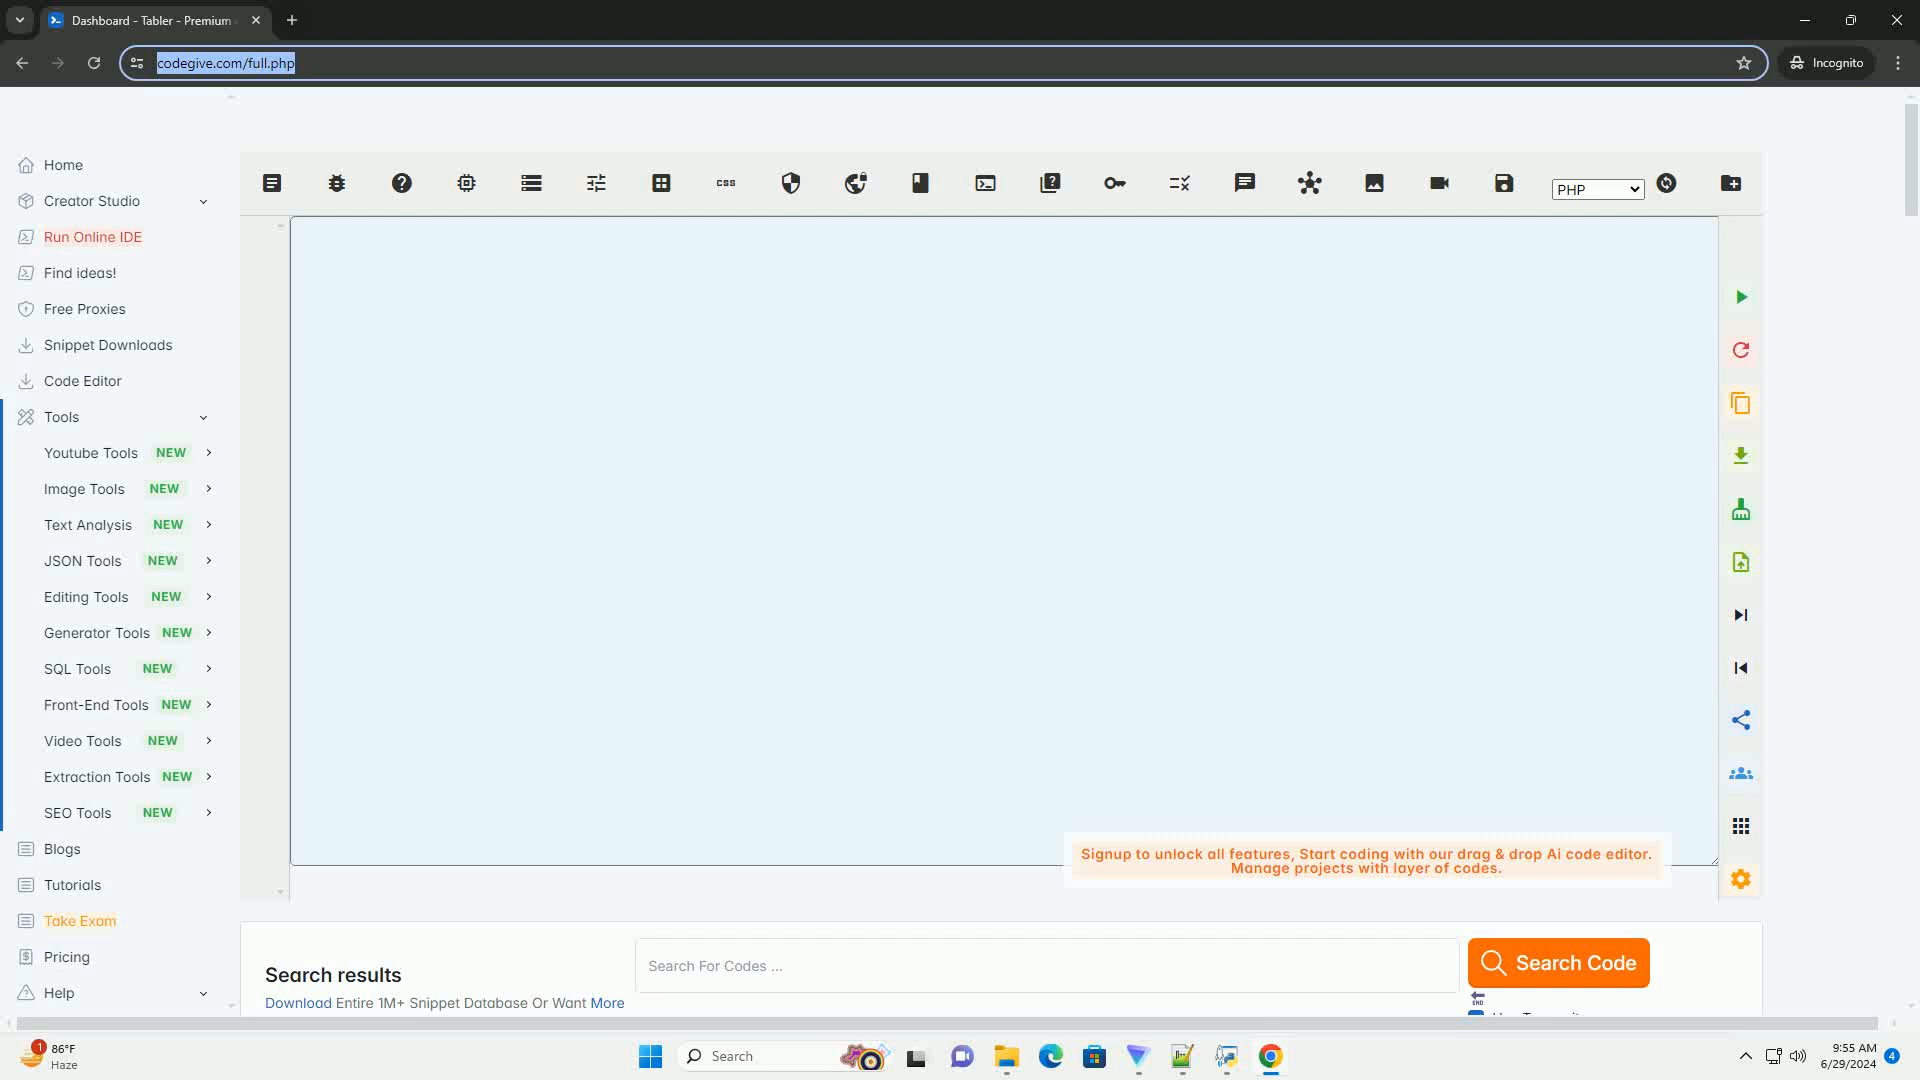 Dashboard - Tabler - Premium
codegive.com/full.php
Incognito
Home
Creator Studio
Run Online IDE
Find ideas!
Free Proxies
Snippet Downloads
Code Editor
Tools
Youtube Tools NEW
Image Tools NEW
Text Analysis NEW
JSON Tools NEW
Editing Tools NEW
Generator Tools NEW
SQL Tools NEW
Front-End Tools NEW
Video Tools NEW
Extraction Tools NEW
SEO Tools NEW
Blogs
Tutorials
Take Exam
Pricing
Help
css
PHP
Signup to unlock all features, Start coding with our drag & drop Ai code editor.
Manage projects with layer of codes.
Search results
Download Entire 1M+ Snippet Database Or Want More
Search For Codes ...
Search Code
END
1
86°F
Haze
Search
9:55 AM
6/29/2024
4